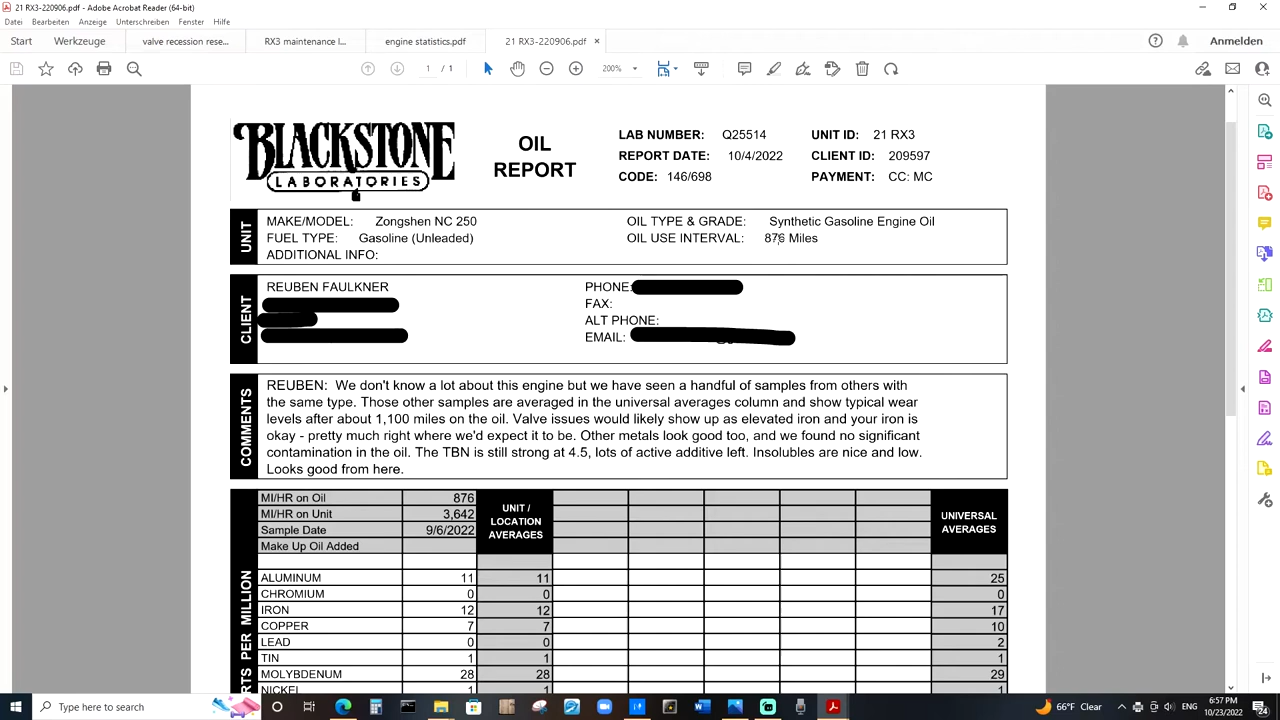 21 RX3-220906.pdf - Adobe Acrobat Reader (64-bit)
Datei Bearbeiten Anzeige Unterschreiben Fenster Hilfe
Start Werkzeuge valve recession rese... RX3 maintenance l... engine statistics.pdf 21 RX3-220906.pdf Anmelden
1 / 1 200%
BLACKSTONE
LABORATORIES
OIL
REPORT
LAB NUMBER: Q25514
REPORT DATE: 10/4/2022
CODE: 146/698
UNIT ID: 21 RX3
CLIENT ID: 209597
PAYMENT: CC: MC
UNIT
MAKE/MODEL: Zongshen NC 250
FUEL TYPE: Gasoline (Unleaded)
ADDITIONAL INFO:
OIL TYPE & GRADE: Synthetic Gasoline Engine Oil
OIL USE INTERVAL: 876 Miles
CLIENT
REUBEN FAULKNER
PHONE:
FAX:
ALT PHONE:
EMAIL:
COMMENTS
REUBEN: We don't know a lot about this engine but we have seen a handful of samples from others with
the same type. Those other samples are averaged in the universal averages column and show typical wear
levels after about 1,100 miles on the oil. Valve issues would likely show up as elevated iron and your iron is
okay - pretty much right where we'd expect it to be. Other metals look good too, and we found no significant
contamination in the oil. The TBN is still strong at 4.5, lots of active additive left. Insolubles are nice and low.
Looks good from here.
MI/HR on Oil 876
MI/HR on Unit 3,642
Sample Date 9/6/2022
Make Up Oil Added
UNIT /
LOCATION
AVERAGES
UNIVERSAL
AVERAGES
ALUMINUM 11 11 25
CHROMIUM 0 0 0
IRON 12 12 17
COPPER 7 7 10
LEAD 0 0 2
TIN 1 1 1
MOLYBDENUM 28 28 29
NICKEL 1 1 1
RTS PER MILLION
Type here to search
66°F Clear
6:57 PM
10/23/2022
24